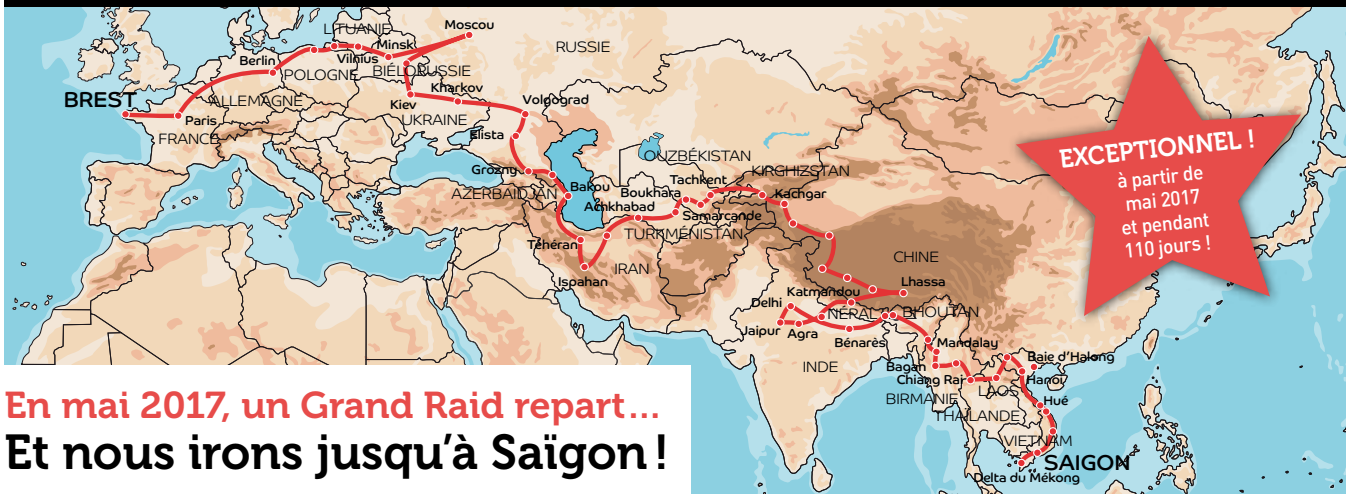 Moscou
LITUANIE
RUSSIE
Minsk
Berlin
Vilnius
POLOGNE
BIÉLORUSSIE
BREST
ALLEMAGNE
Kharkov
Paris
Kiev
Volgograd
UKRAINE
FRANCE
Elista
EXCEPTIONNEL !
à partir de
mai 2017
et pendant
110 jours !
OUZBÉKISTAN
Grozny
KIRGHIZSTAN
Tachkent
AZERBAIDJAN
Bakou
Boukhara
Kachgar
Achkhabad
Samarcande
TURKMÉNISTAN
Téhéran
CHINE
IRAN
Ispahan
Lhassa
Katmandou
Delhi
NÉPAL
BHOUTAN
Jaipur
Agra
Bénarès
Mandalay
Baie d'Halong
INDE
Bagan
Chiang Rai
Hanoï
LAOS
BIRMANIE
Hué
THAÏLANDE
VIETNAM
SAIGON
Delta du Mékong
En mai 2017, un Grand Raid repart…
Et nous irons jusqu'à Saïgon !